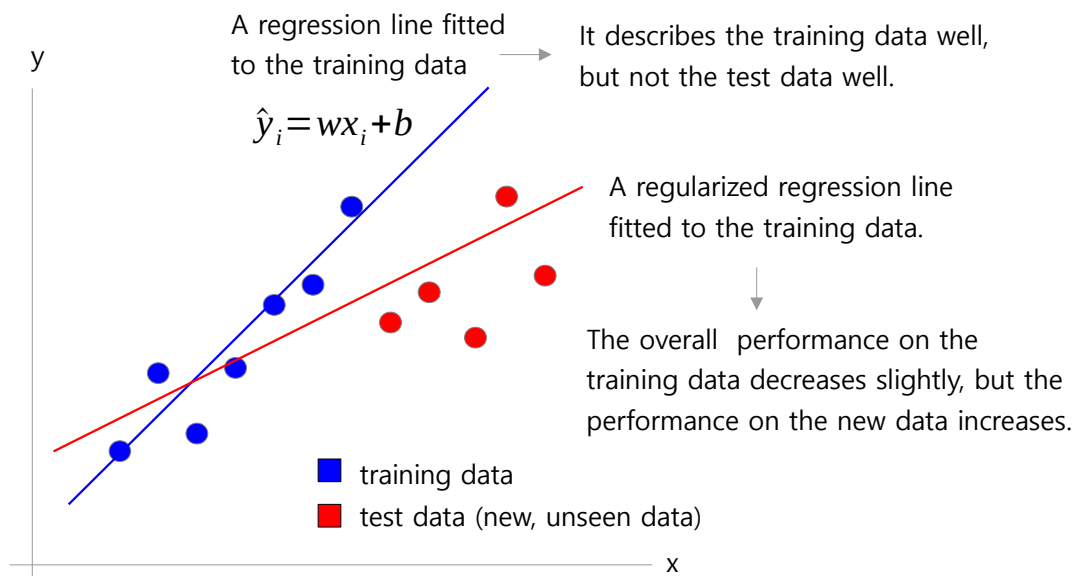 A regression line fitted
to the training data
It describes the training data well,
but not the test data well.
y
ŷᵢ=wxᵢ+b
A regularized regression line
fitted to the training data.
The overall  performance on the
training data decreases slightly, but the
performance on the new data increases.
training data
test data (new, unseen data)
x